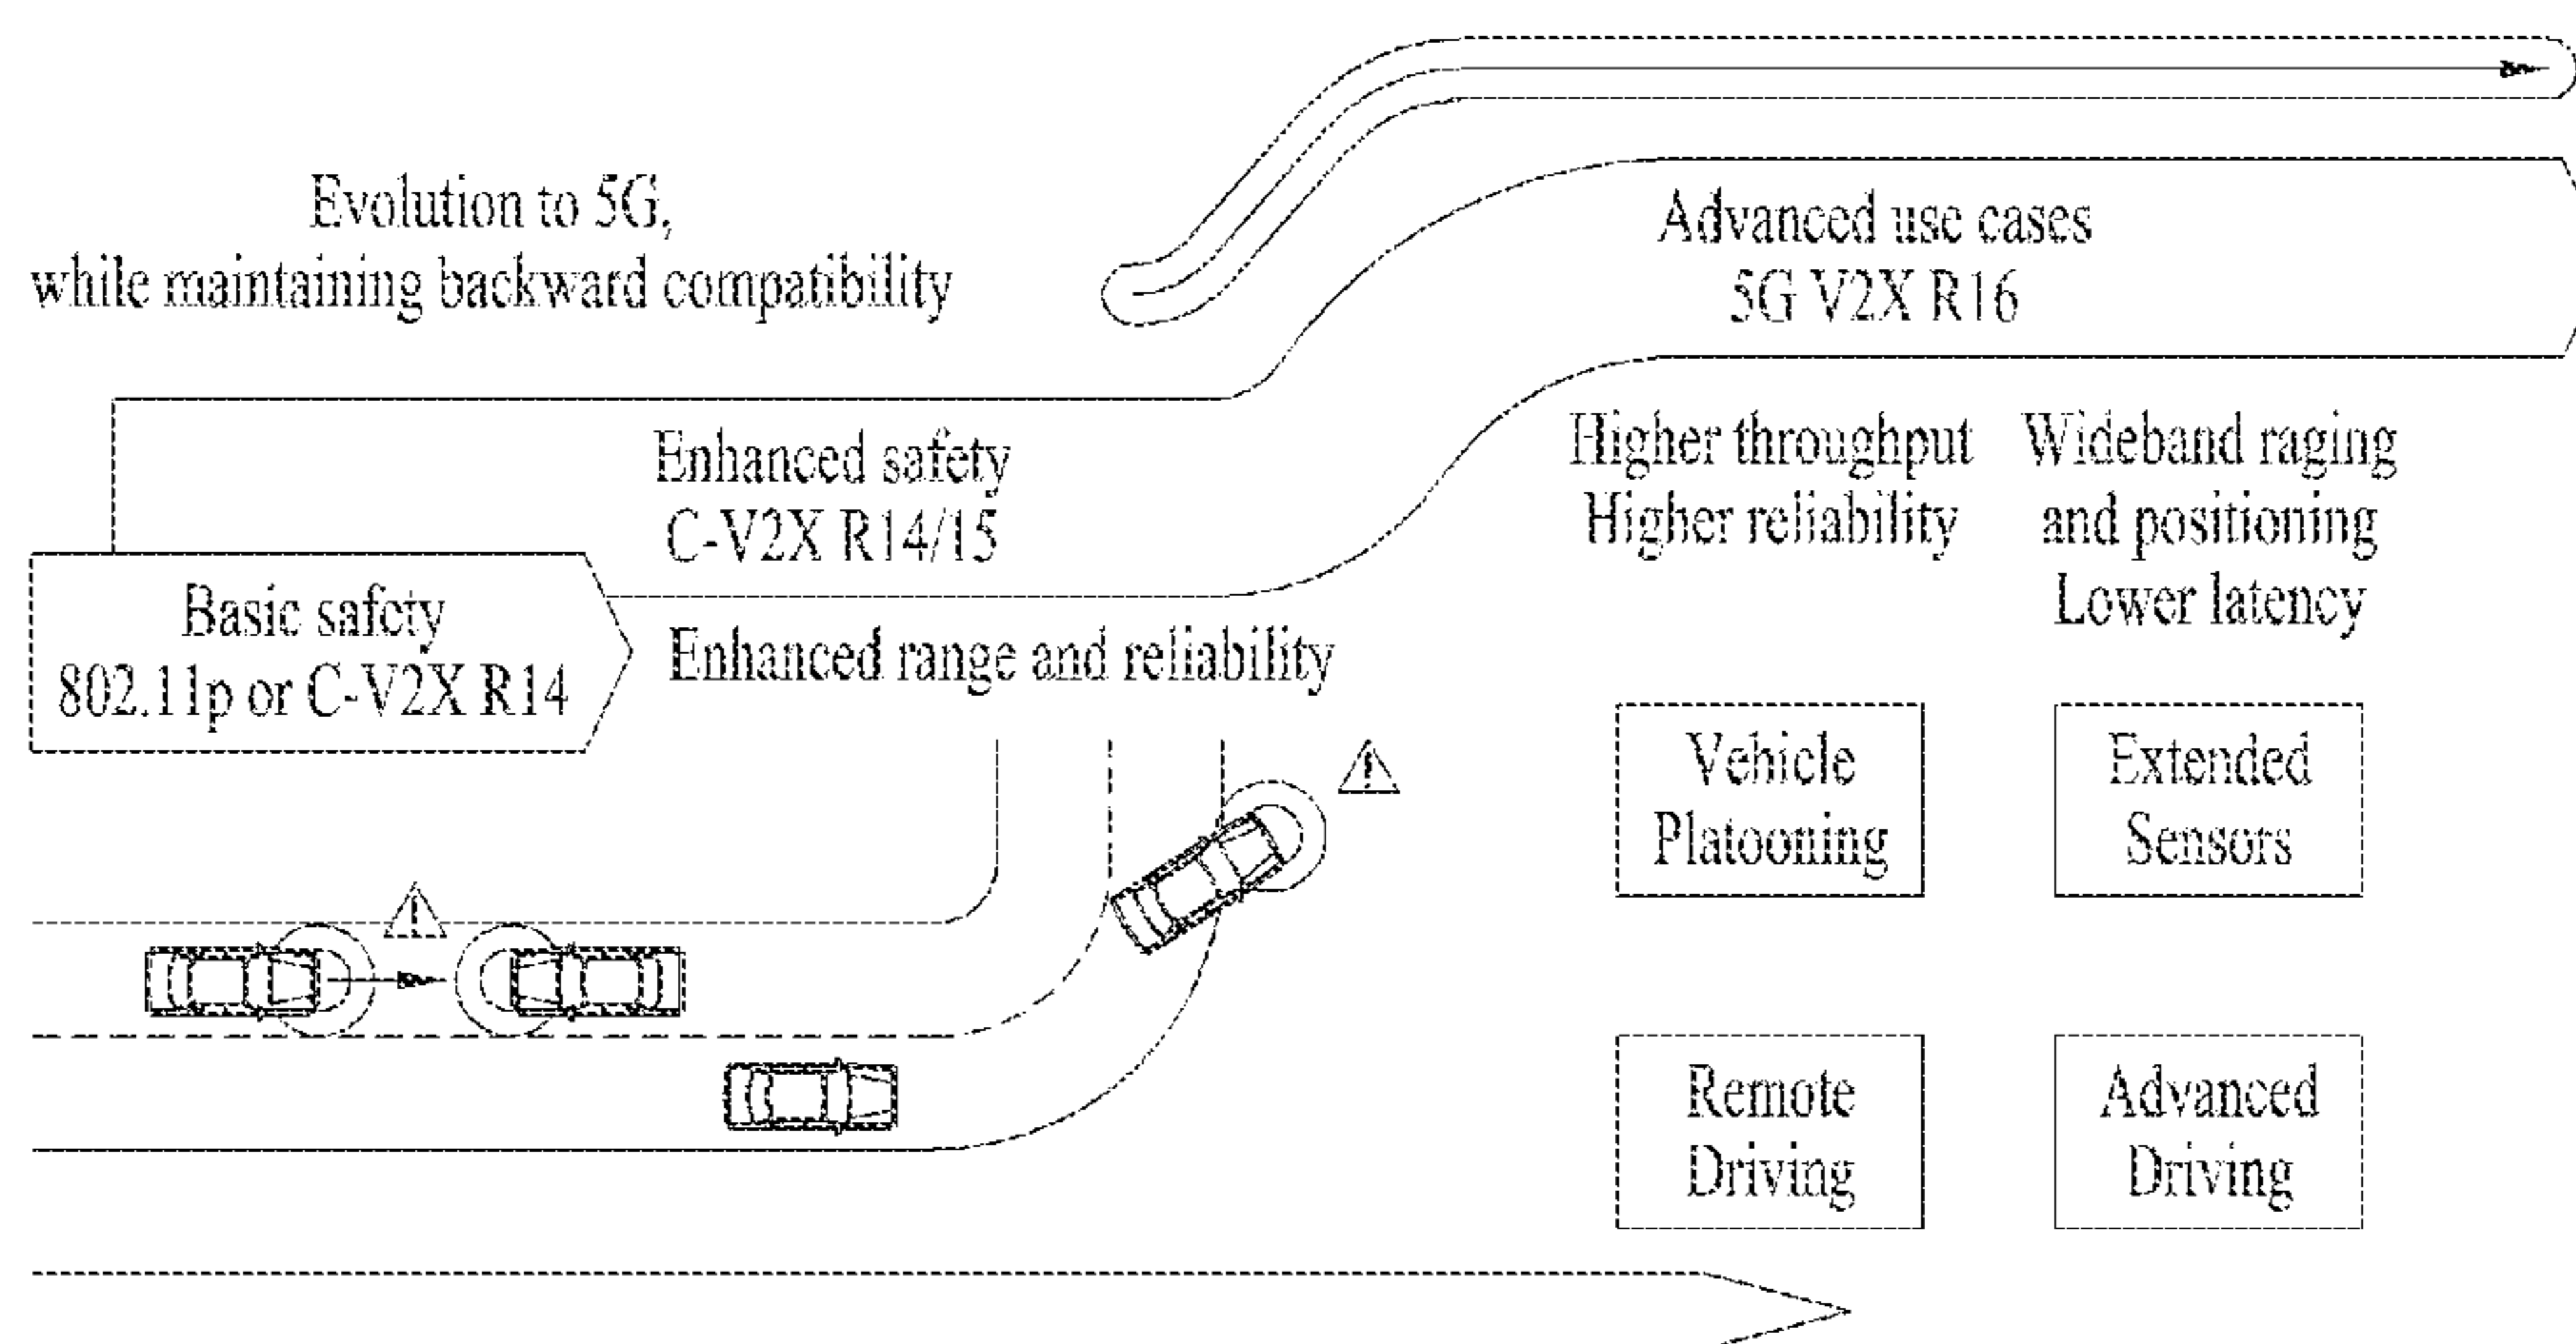 Evolution to 5G,
while maintaining backward compatibility
Advanced use cases
5G V2X R16
Enhanced safety
C-V2X R14/15
Basic safety
802.11p or C-V2X R14
Enhanced range and reliability
Higher throughput
Higher reliability
Wideband raging
and positioning
Lower latency
Vehicle
Platooning
Extended
Sensors
Remote
Driving
Advanced
Driving